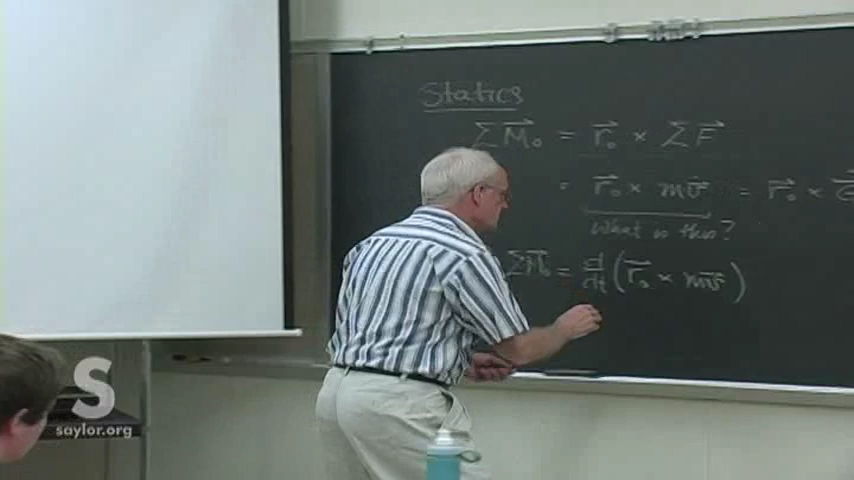 Statics
ΣM⃗ₒ = r⃗ₒ × ΣF⃗
= r⃗ₒ × mv⃗ = r⃗ₒ × G
What is this?
ΣM⃗ₒ = d/dt (r⃗ₒ × mv⃗)
S
saylor.org